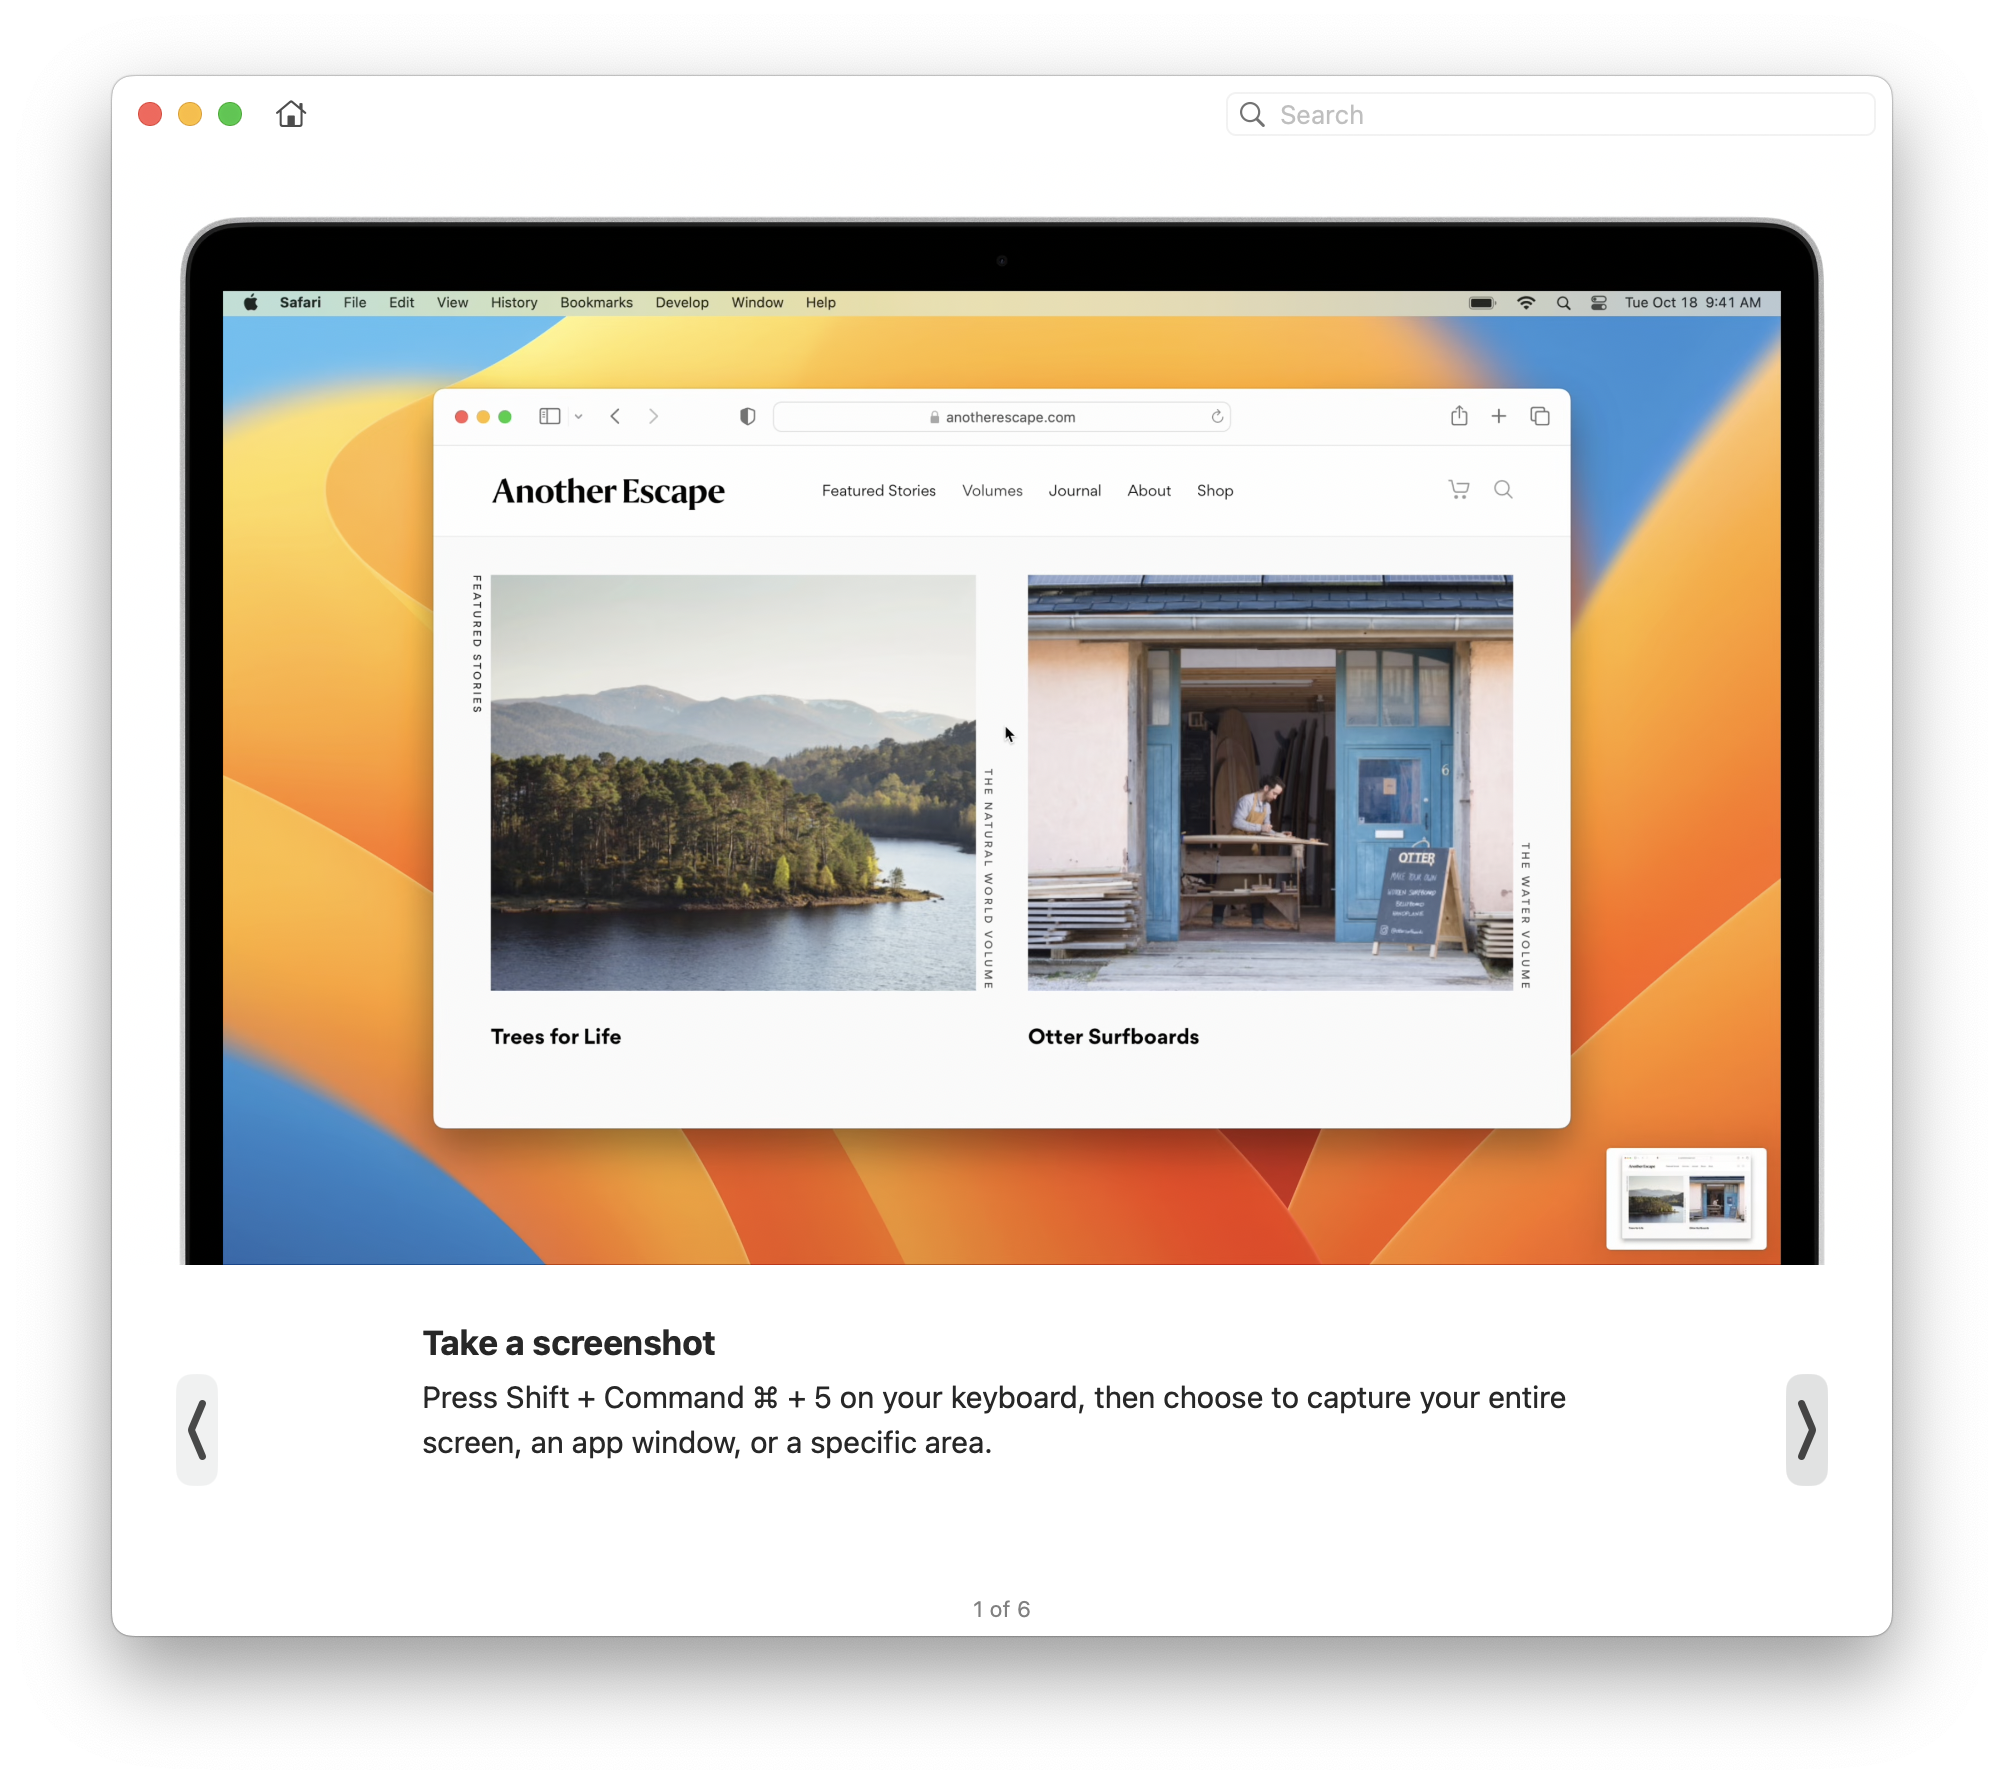 Search
Safari File Edit View History Bookmarks Develop Window Help Tue Oct 18 9:41 AM
anotherescape.com
Another Escape Featured Stories Volumes Journal About Shop
FEATURED STORIES
THE NATURAL WORLD VOLUME
OTTER
MAKE YOUR OWN
THE WATER VOLUME
Trees for Life
Otter Surfboards
Take a screenshot
Press Shift + Command ⌘ + 5 on your keyboard, then choose to capture your entire
screen, an app window, or a specific area.
1 of 6